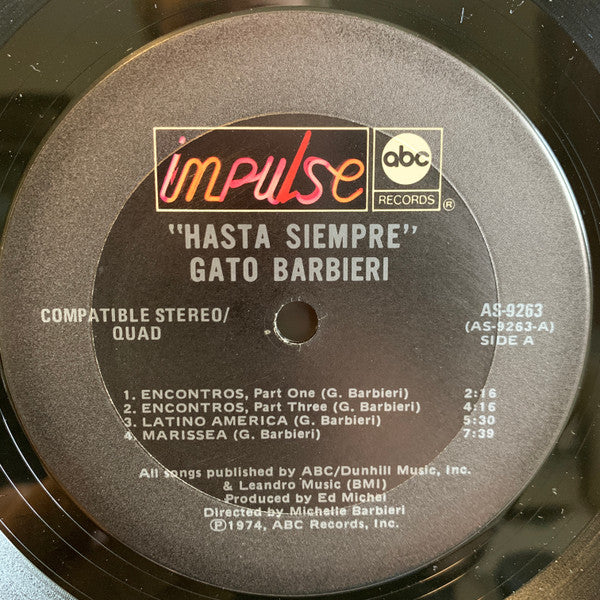 impulse
abc
RECORDS ®
"HASTA SIEMPRE"
GATO BARBIERI
COMPATIBLE STEREO/
QUAD
AS-9263
(AS-9263-A)
SIDE A
1. ENCONTROS, Part One (G. Barbieri) 2:16
2. ENCONTROS, Part Three (G. Barbieri) 4:16
3. LATINO AMERICA (G. Barbieri) 5:30
4. MARISSEA (G. Barbieri) 7:39
All songs published by ABC/Dunhill Music, Inc.
& Leandro Music (BMI)
Produced by Ed Michel
Directed by Michelle Barbieri
℗1974, ABC Records, Inc.